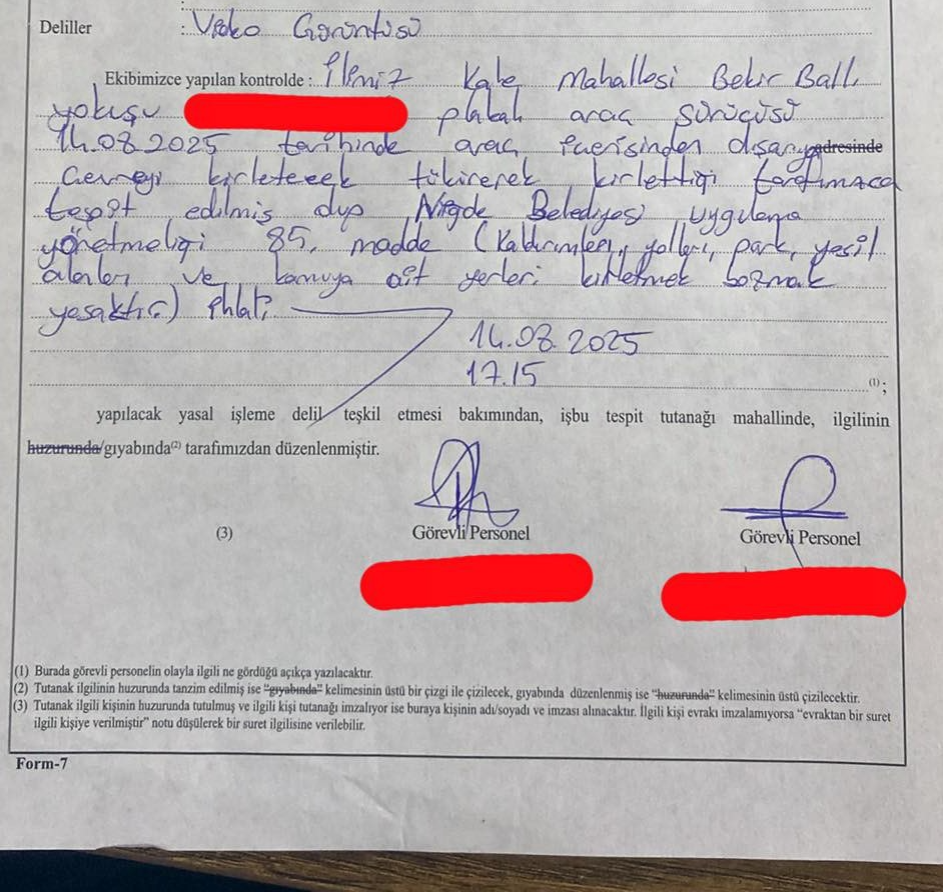 Deliller : Video Görüntüsü
Ekibimizce yapılan kontrolde : İlimiz Kale Mahallesi Bekir Ballı
yokuşu plakalı araç sürücüsü
14.08.2025 tarihinde araç içerisinden dışarıya adresinde
Çevreyi kirletecek tükürerek kirlettiği tarafımızca
tespit edilmiş olup Niğde Belediyesi uygulama
yönetmeliği 85. madde (Kaldırımları, yolları, park, yeşil
alanları ve kamuya ait yerleri kirletmek bozmak
yasaktır.) ihlali
14.08.2025
17.15
(1);
yapılacak yasal işleme delil teşkil etmesi bakımından, işbu tespit tutanağı mahallinde, ilgilinin
huzurunda/gıyabında(2) tarafımızdan düzenlenmiştir.
(3) Görevli Personel Görevli Personel
(1) Burada görevli personelin olayla ilgili ne gördüğü açıkça yazılacaktır.
(2) Tutanak ilgilinin huzurunda tanzim edilmiş ise "gıyabında" kelimesinin üstü bir çizgi ile çizilecek, gıyabında düzenlenmiş ise "huzurunda" kelimesinin üstü çizilecektir.
(3) Tutanak ilgili kişinin huzurunda tutulmuş ve ilgili kişi tutanağı imzalıyor ise buraya kişinin adı/soyadı ve imzası alınacaktır. İlgili kişi evrakı imzalamıyorsa "evraktan bir suret
ilgili kişiye verilmiştir" notu düşülerek bir suret ilgilisine verilebilir.
Form-7